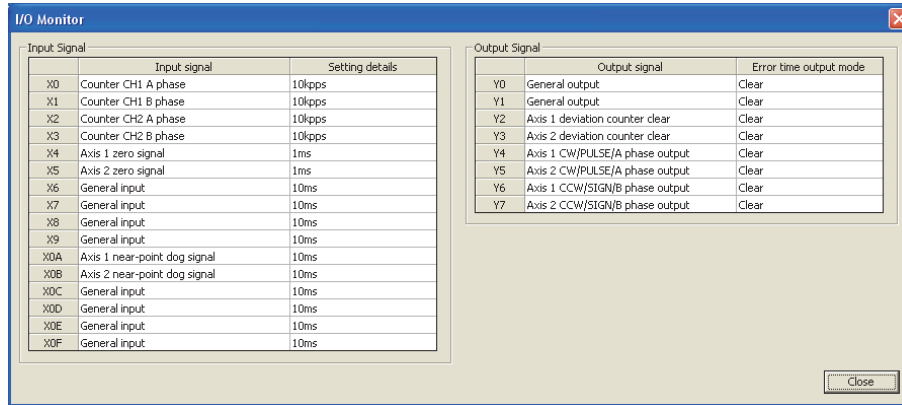 I/O Monitor
Input Signal
Input signal Setting details
X0 Counter CH1 A phase 10kpps
X1 Counter CH1 B phase 10kpps
X2 Counter CH2 A phase 10kpps
X3 Counter CH2 B phase 10kpps
X4 Axis 1 zero signal 1ms
X5 Axis 2 zero signal 1ms
X6 General input 10ms
X7 General input 10ms
X8 General input 10ms
X9 General input 10ms
X0A Axis 1 near-point dog signal 10ms
X0B Axis 2 near-point dog signal 10ms
X0C General input 10ms
X0D General input 10ms
X0E General input 10ms
X0F General input 10ms
Output Signal
Output signal Error time output mode
Y0 General output Clear
Y1 General output Clear
Y2 Axis 1 deviation counter clear Clear
Y3 Axis 2 deviation counter clear Clear
Y4 Axis 1 CW/PULSE/A phase output Clear
Y5 Axis 2 CW/PULSE/A phase output Clear
Y6 Axis 1 CCW/SIGN/B phase output Clear
Y7 Axis 2 CCW/SIGN/B phase output Clear
Close